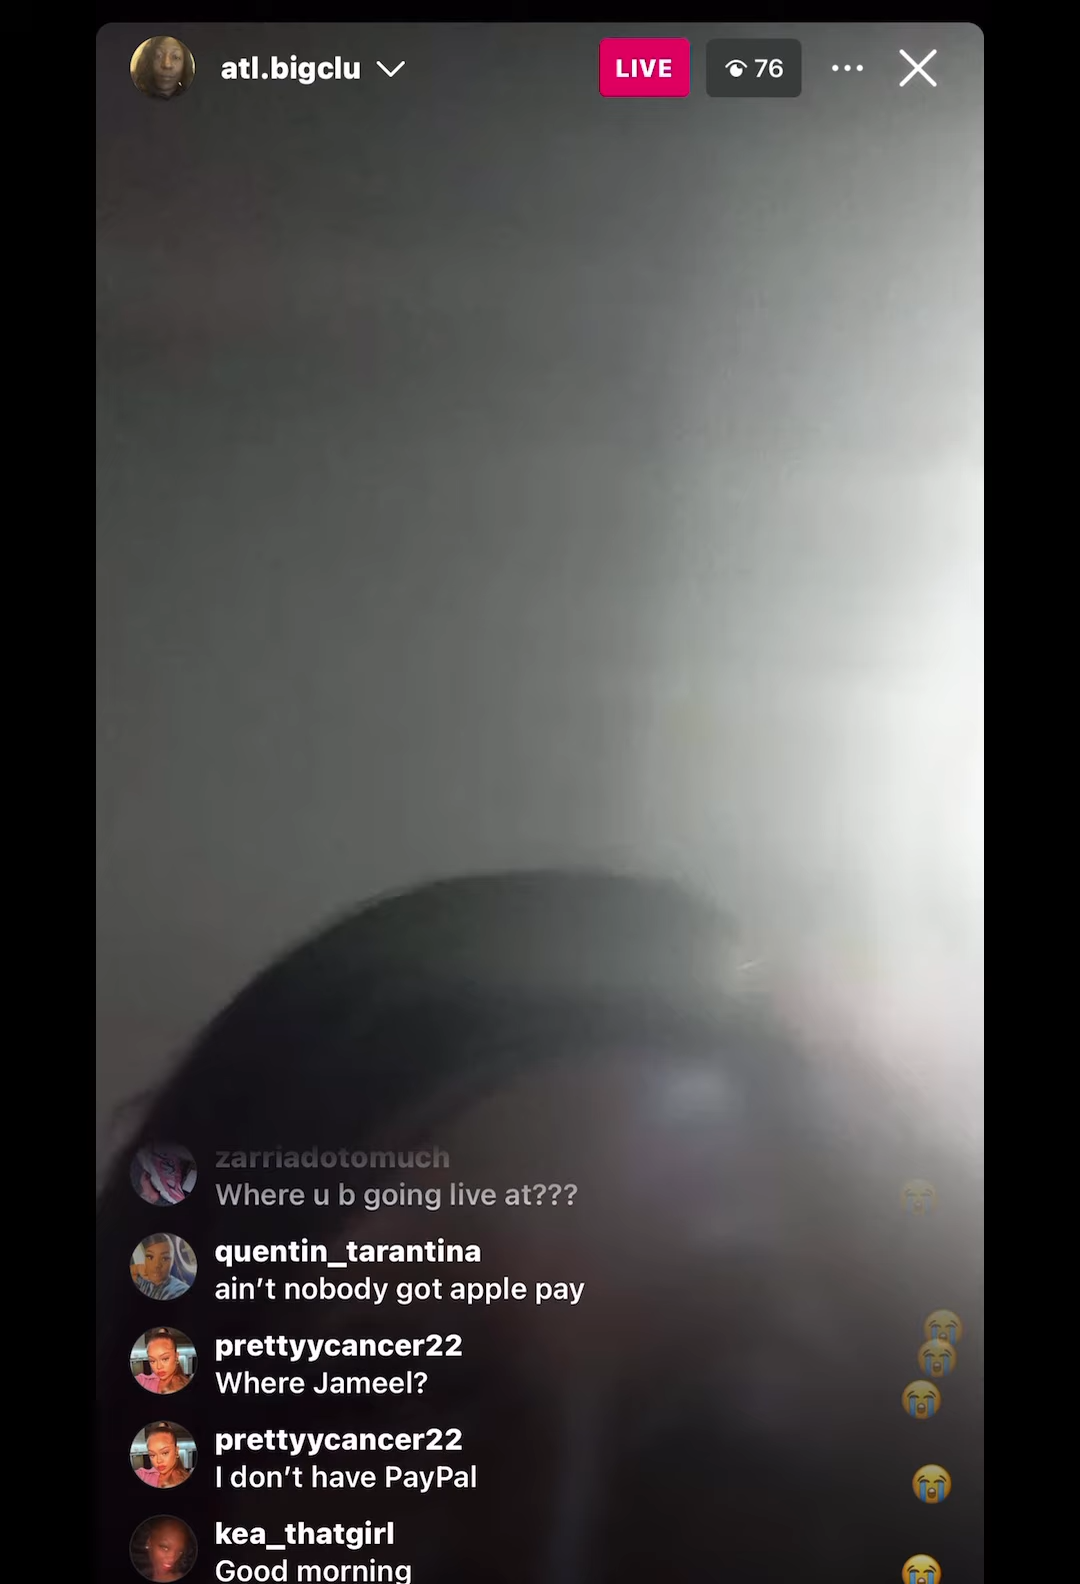 atl.bigclu
LIVE
76
zarriadotomuch
Where u b going live at???
quentin_tarantina
ain’t nobody got apple pay
prettyycancer22
Where Jameel?
prettyycancer22
I don’t have PayPal
kea_thatgirl
Good morning